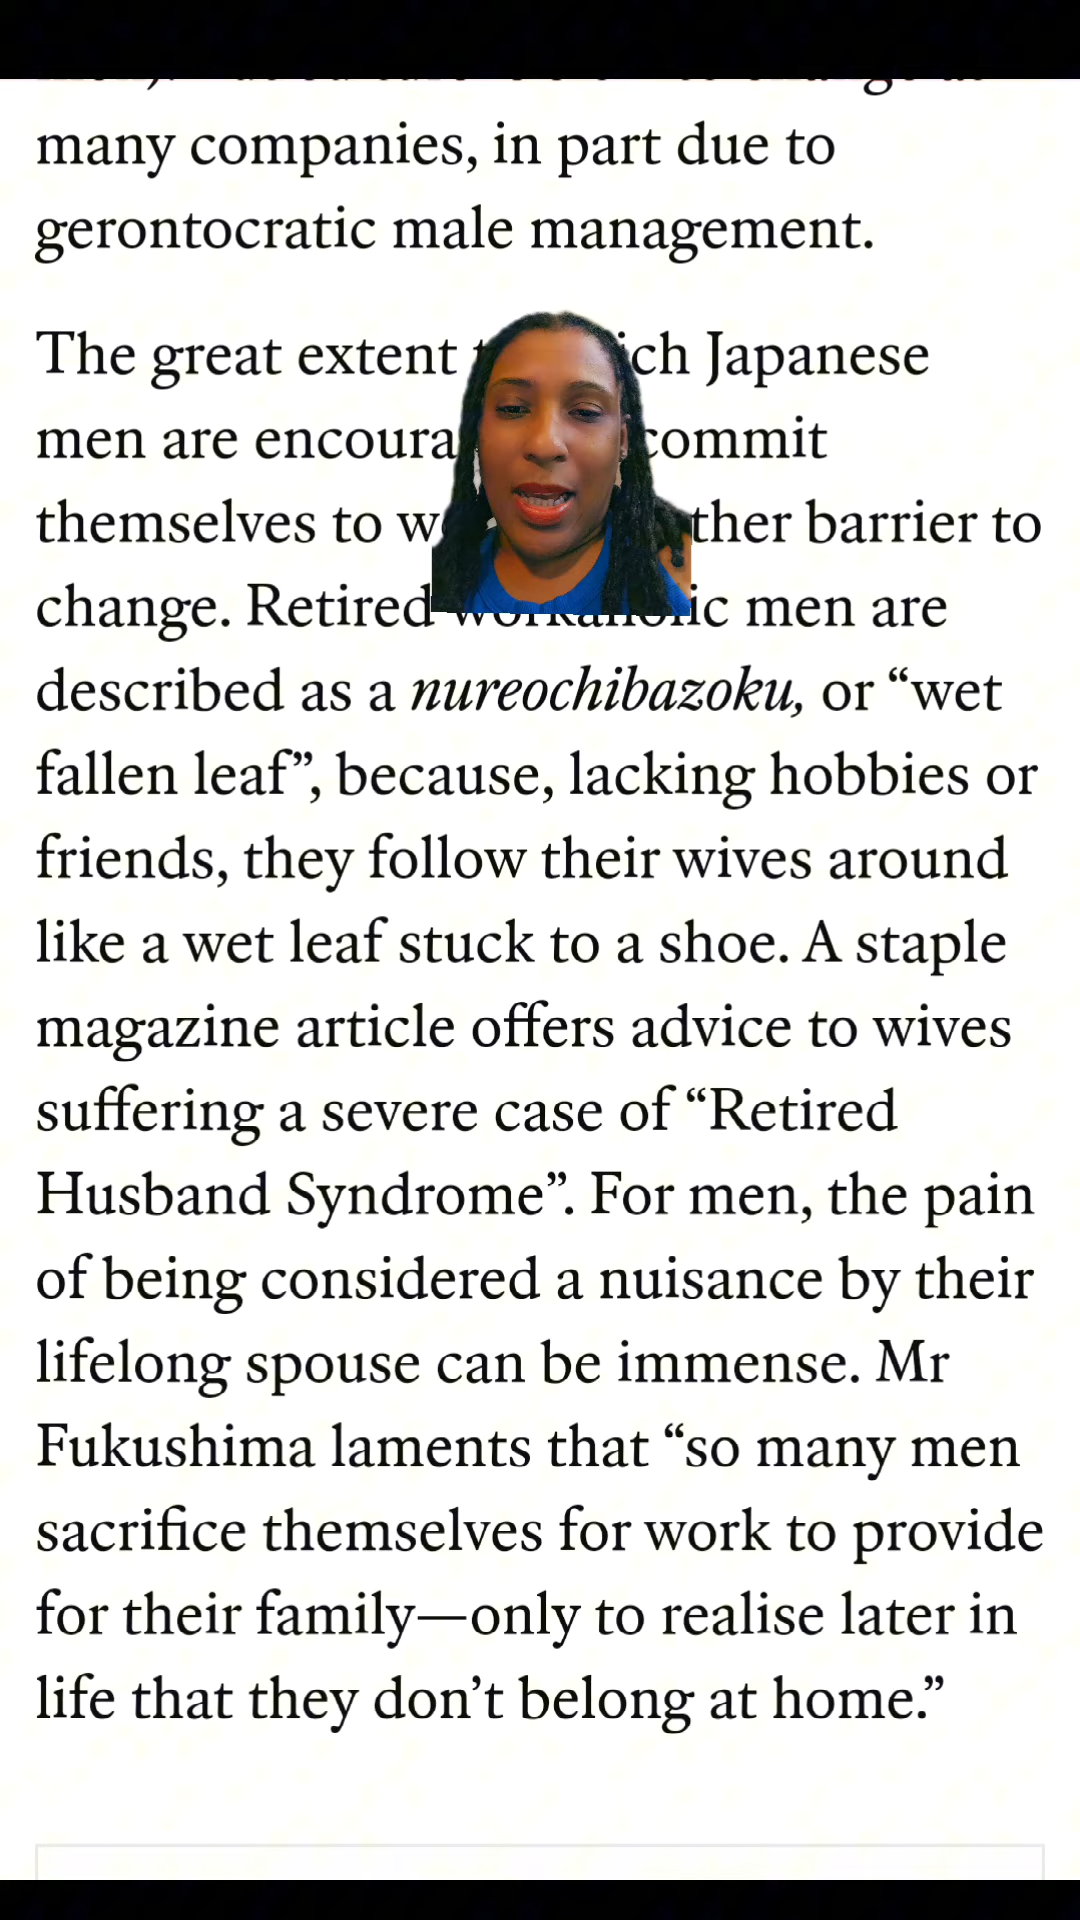 many companies, in part due to
gerontocratic male management.
The great extent ich Japanese
men are encoura commit
themselves to w ther barrier to
change. Retired workaholic men are
described as a nureochibazoku, or “wet
fallen leaf”, because, lacking hobbies or
friends, they follow their wives around
like a wet leaf stuck to a shoe. A staple
magazine article offers advice to wives
suffering a severe case of “Retired
Husband Syndrome”. For men, the pain
of being considered a nuisance by their
lifelong spouse can be immense. Mr
Fukushima laments that “so many men
sacrifice themselves for work to provide
for their family—only to realise later in
life that they don’t belong at home.”